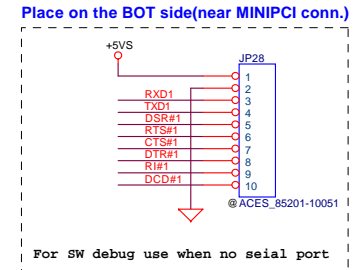 Place on the BOT side(near MINIPCI conn.)
+5VS
JP28
1
2
RXD1 3
TXD1 4
DSR#1 5
RTS#1 6
CTS#1 7
DTR#1 8
RI#1 9
DCD#1 10
@ ACES_85201-10051
For SW debug use when no seial port